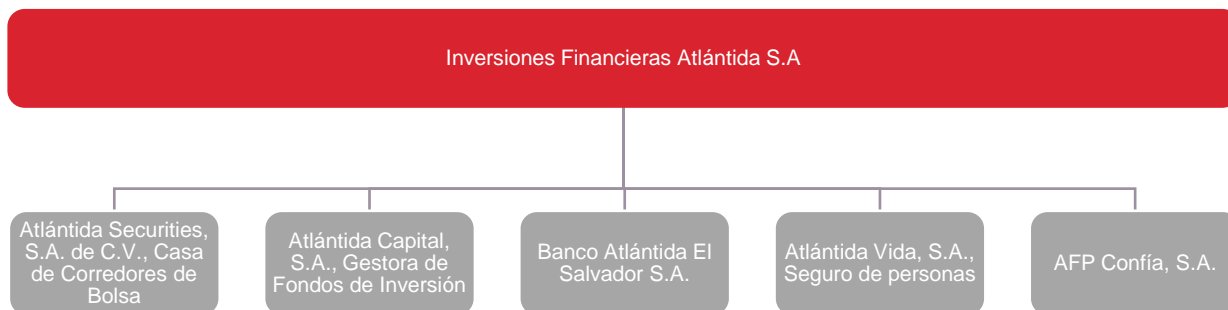 Inversiones Financieras Atlántida S.A
Atlántida Securities,
S.A. de C.V., Casa
de Corredores de
Bolsa
Atlántida Capital,
S.A., Gestora de
Fondos de Inversión
Banco Atlántida El
Salvador S.A.
Atlántida Vida, S.A.,
Seguro de personas
AFP Confía, S.A.